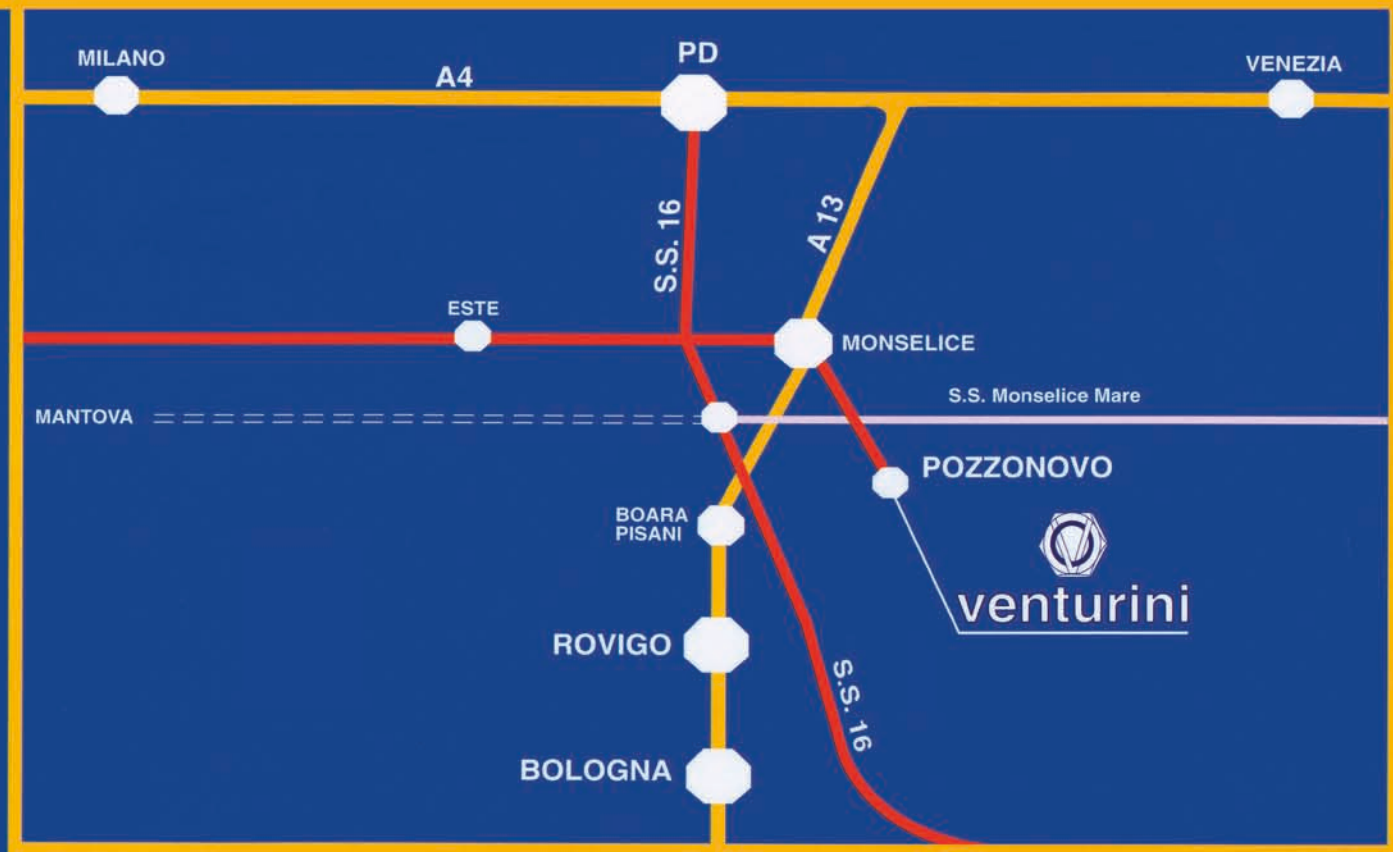 MILANO
A4
PD
VENEZIA
S.S. 16
A 13
ESTE
MONSELICE
MANTOVA
S.S. Monselice Mare
POZZONOVO
BOARA
PISANI
venturini
ROVIGO
S.S. 16
BOLOGNA